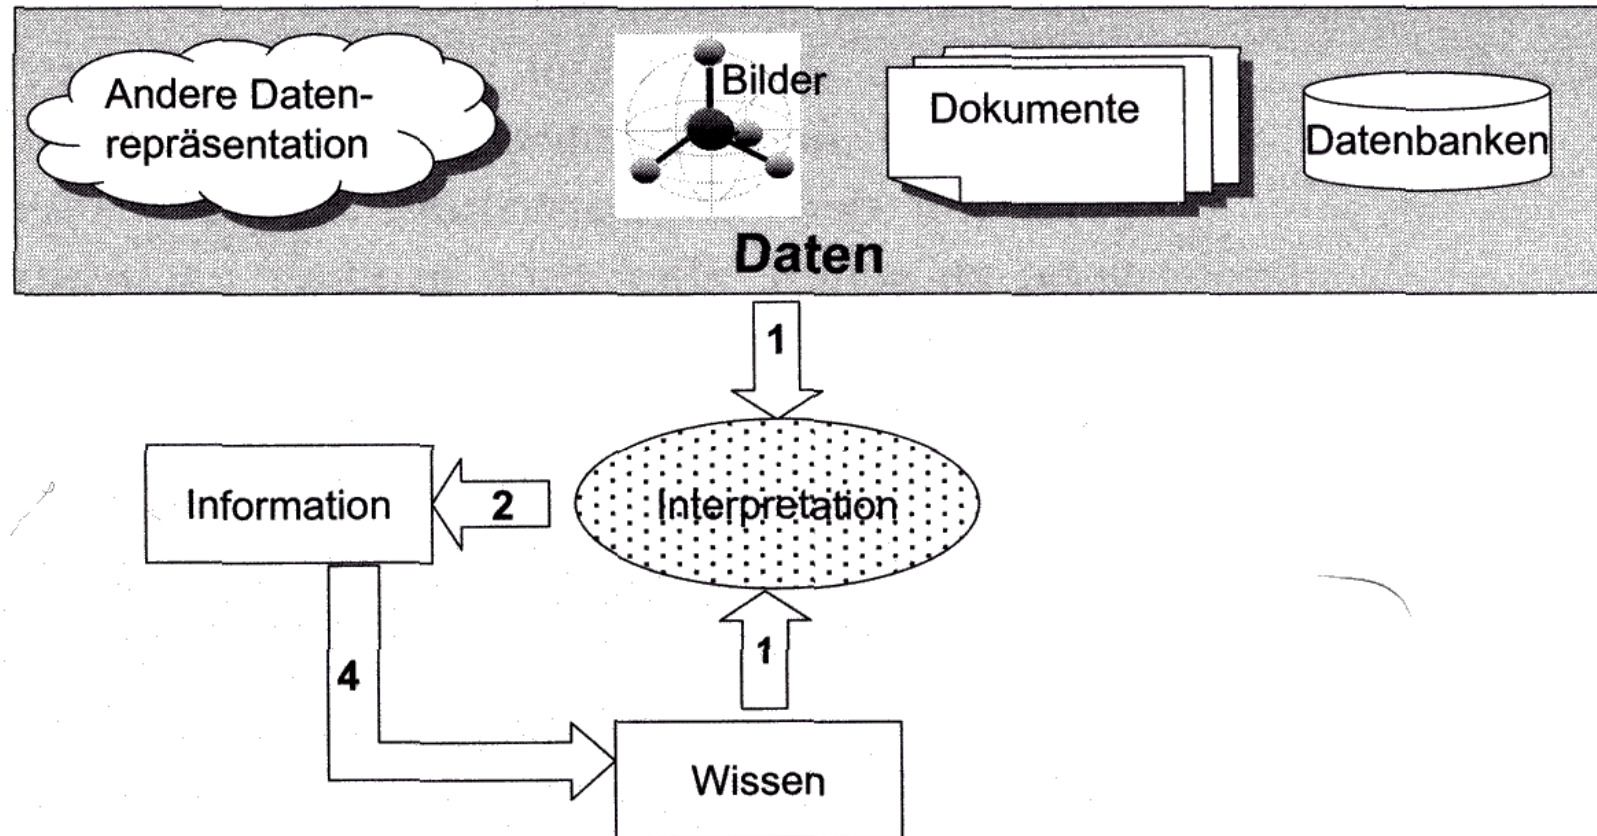 Andere Daten-
repräsentation
Bilder
Dokumente
Datenbanken
Daten
1
Information
2
Interpretation
4
1
Wissen